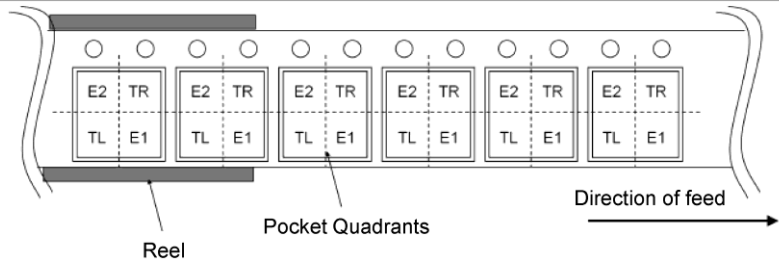 E2 TR E2 TR E2 TR E2 TR E2 TR E2 TR
TL E1 TL E1 TL E1 TL E1 TL E1 TL E1
Direction of feed
Pocket Quadrants
Reel